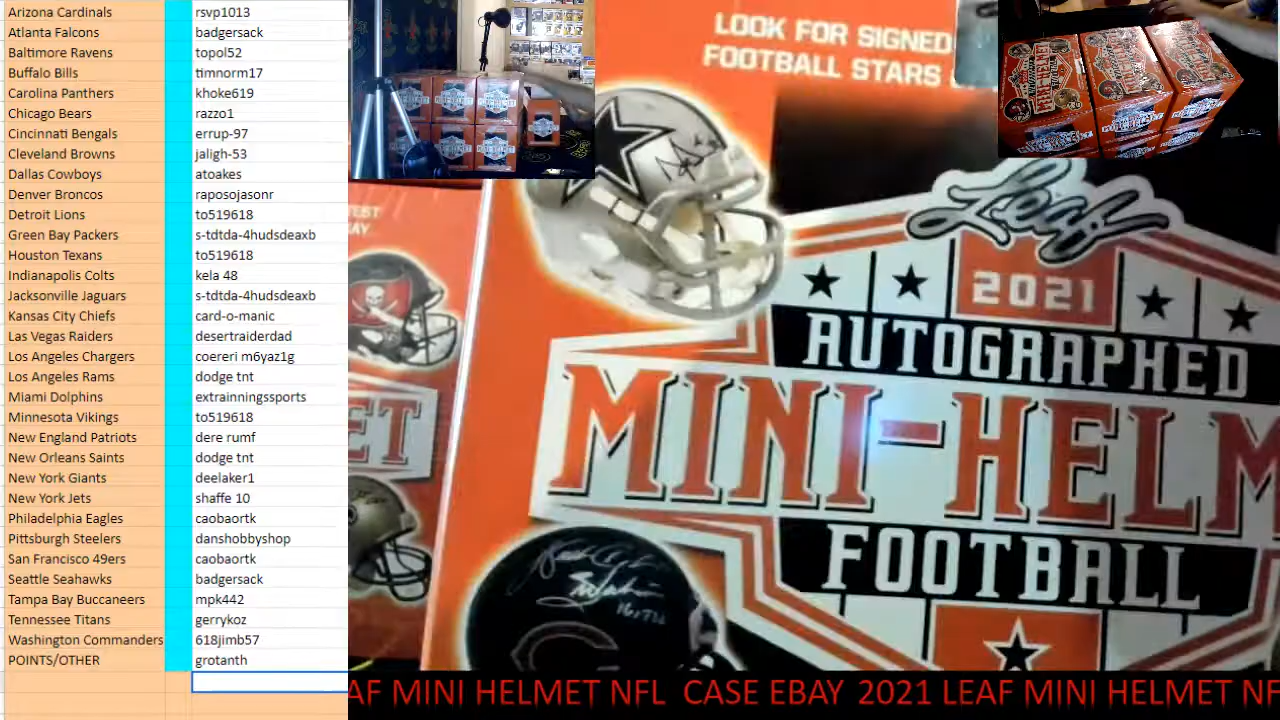 Arizona Cardinals rsvp1013
Atlanta Falcons badgersack
Baltimore Ravens topol52
Buffalo Bills timnorm17
Carolina Panthers khoke619
Chicago Bears razzo1
Cincinnati Bengals errup-97
Cleveland Browns jaligh-53
Dallas Cowboys atoakes
Denver Broncos raposojasonr
Detroit Lions to519618
Green Bay Packers s-tdtda-4hudsdeaxb
Houston Texans to519618
Indianapolis Colts kela 48
Jacksonville Jaguars s-tdtda-4hudsdeaxb
Kansas City Chiefs card-o-manic
Las Vegas Raiders desertraiderdad
Los Angeles Chargers coereri m6yaz1g
Los Angeles Rams dodge tnt
Miami Dolphins extrainningssports
Minnesota Vikings to519618
New England Patriots dere rumf
New Orleans Saints dodge tnt
New York Giants deelaker1
New York Jets shaffe 10
Philadelphia Eagles caobaortk
Pittsburgh Steelers danshobbyshop
San Francisco 49ers caobaortk
Seattle Seahawks badgersack
Tampa Bay Buccaneers mpk442
Tennessee Titans gerrykoz
Washington Commanders 618jimb57
POINTS/OTHER grotanth
LOOK FOR SIGNED
FOOTBALL STARS
Leaf
2021
AUTOGRAPHED
MINI-HELM
FOOTBALL
MINI-HELMET
AF MINI HELMET NFL CASE EBAY 2021 LEAF MINI HELMET NF